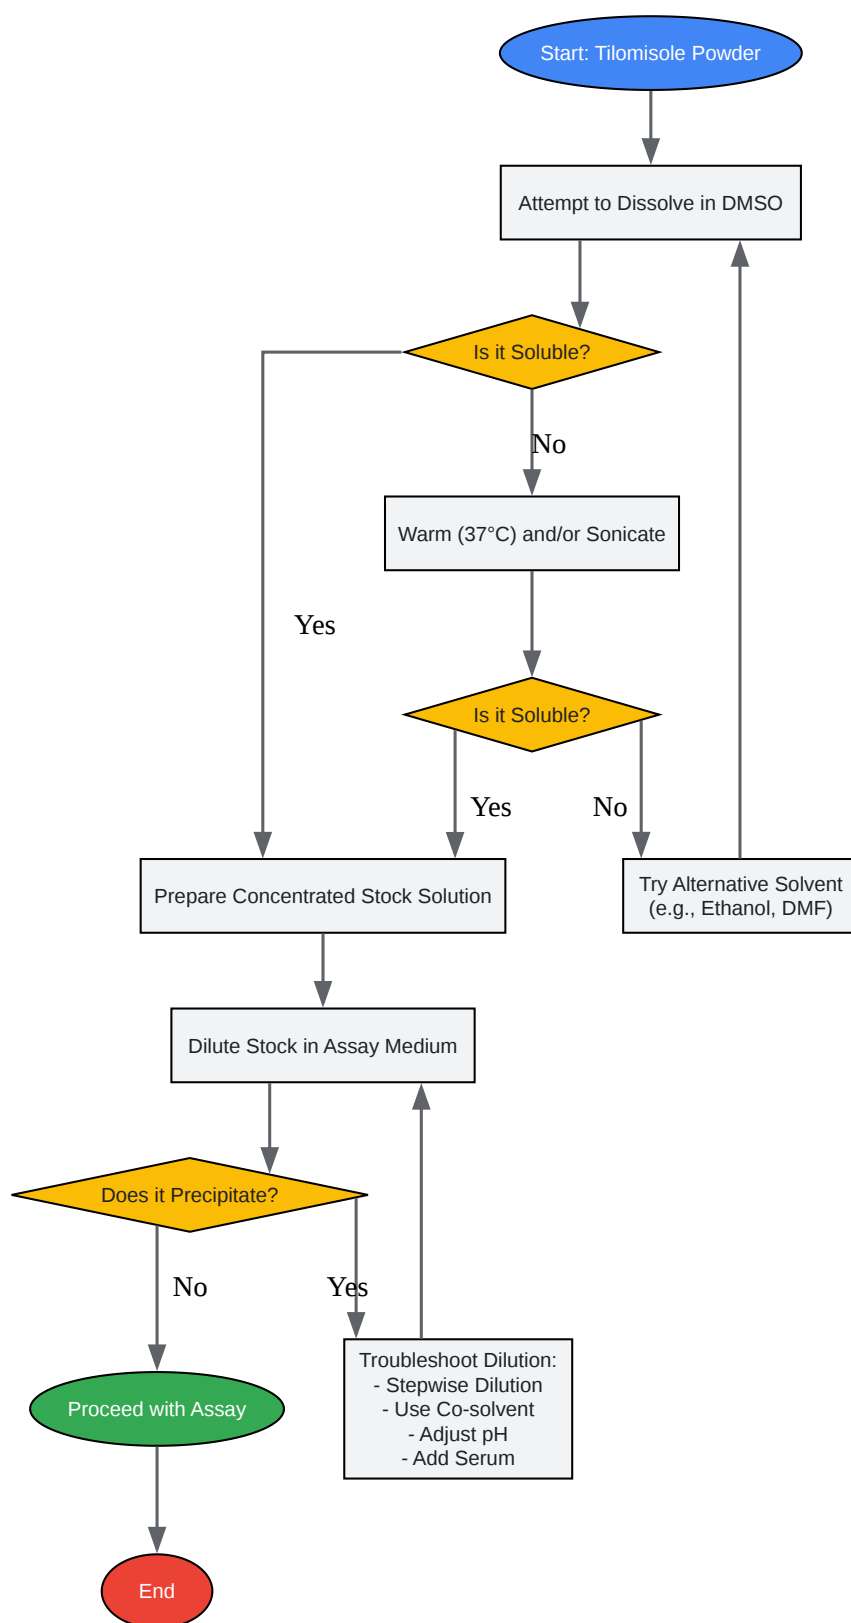 Start: Tilomisole Powder
Attempt to Dissolve in DMSO
Is it Soluble?
No
Warm (37°C) and/or Sonicate
Yes
Is it Soluble?
Yes
No
Prepare Concentrated Stock Solution
Try Alternative Solvent
(e.g., Ethanol, DMF)
Dilute Stock in Assay Medium
Does it Precipitate?
No
Yes
Proceed with Assay
Troubleshoot Dilution:
- Stepwise Dilution
- Use Co-solvent
- Adjust pH
- Add Serum
End